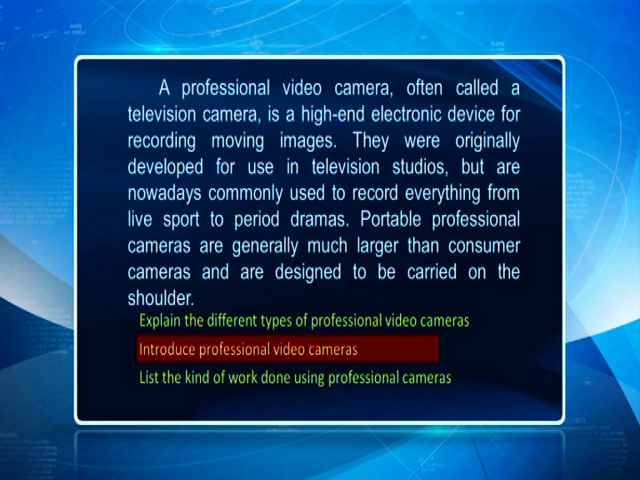 A professional video camera, often called a
television camera, is a high-end electronic device for
recording moving images. They were originally
developed for use in television studios, but are
nowadays commonly used to record everything from
live sport to period dramas. Portable professional
cameras are generally much larger than consumer
cameras and are designed to be carried on the
shoulder.
Explain the different types of professional video cameras
Introduce professional video cameras
List the kind of work done using professional cameras